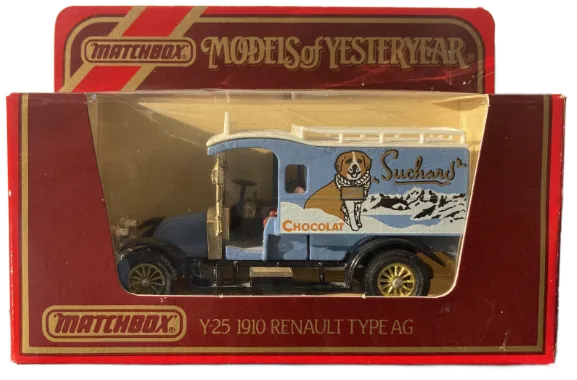 MATCHBOX
MODELS of YESTERYEAR®
"Suchard"
CHOCOLAT
MATCHBOX
Y-25 1910 RENAULT TYPE AG